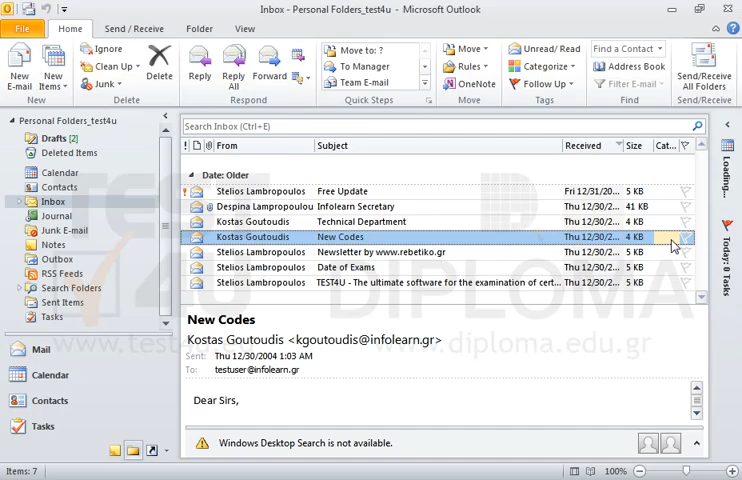 Inbox - Personal Folders_test4u - Microsoft Outlook
File Home Send / Receive Folder View
Ignore
Clean Up
Junk
Delete
Reply
Reply All
Forward
Move to: ?
To Manager
Team E-mail
Move
Rules
OneNote
Unread/ Read
Categorize
Follow Up
Find a Contact
Address Book
Filter E-mail
Send/Receive All Folders
New E-mail
New Items
New Delete Respond Quick Steps Move Tags Find Send/Receive
Personal Folders_test4u
Drafts [2]
Deleted Items
Calendar
Contacts
Inbox
Journal
Junk E-mail
Notes
Outbox
RSS Feeds
Search Folders
Sent Items
Tasks
Mail
Calendar
Contacts
Tasks
Search Inbox (Ctrl+E)
From Subject Received Size Cat...
Date: Older
Stelios Lambropoulos Free Update Fri 12/31/20... 5 KB
Despina Lampropoulou Infolearn Secretary Thu 12/30/2... 41 KB
Kostas Goutoudis Technical Department Thu 12/30/2... 4 KB
Kostas Goutoudis New Codes Thu 12/30/2... 4 KB
Stelios Lambropoulos Newsletter by www.rebetiko.gr Thu 12/30/2... 5 KB
Stelios Lambropoulos Date of Exams Thu 12/30/2... 5 KB
Stelios Lambropoulos TEST4U - The ultimate software for the examination of cert... Thu 12/30/2... 5 KB
New Codes
Kostas Goutoudis <kgoutoudis@infolearn.gr>
Sent: Thu 12/30/2004 1:03 AM
To: testuser@infolearn.gr
Dear Sirs,
Windows Desktop Search is not available.
Loading...
Today: 0 Tasks
TEST
4U
DIPLOMA
www.test4u.eu
www.diploma.edu.gr
Items: 7
100%